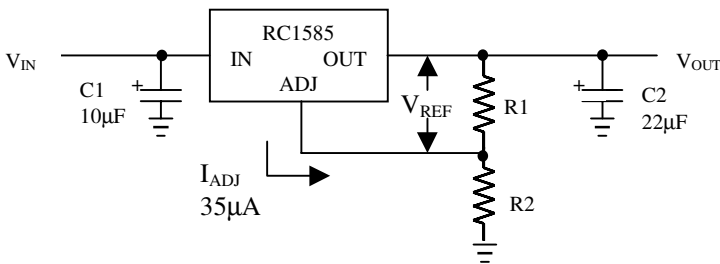 RC1585
V_IN
IN
OUT
V_OUT
ADJ
C1
10μF
V_REF
R1
C2
22μF
I_ADJ
35μA
R2